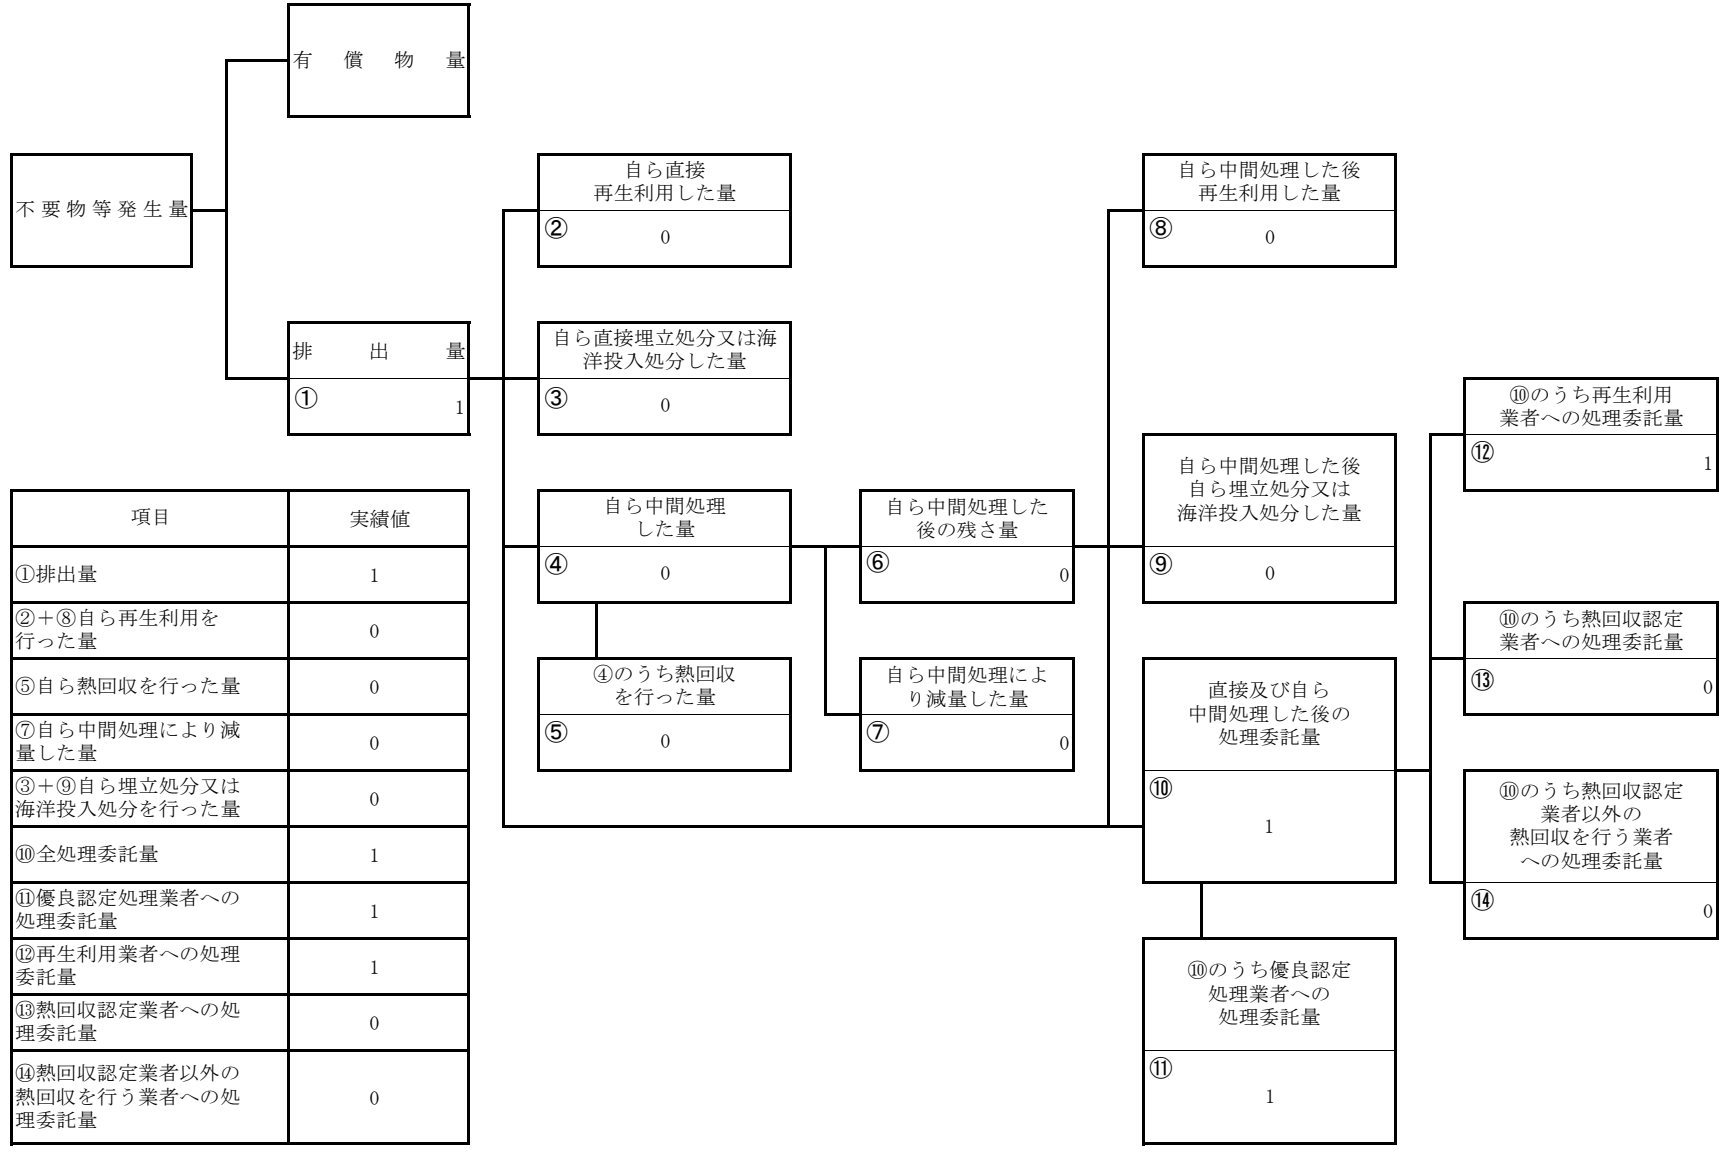 有償物量
不要物等発生量
排出量
①
1
自ら直接
再生利用した量
②
0
自ら直接埋立処分又は海
洋投入処分した量
③
0
自ら中間処理
した量
④
0
④のうち熱回収
を行った量
⑤
0
自ら中間処理した
後の残さ量
⑥
0
自ら中間処理によ
り減量した量
⑦
0
自ら中間処理した後
再生利用した量
⑧
0
自ら中間処理した後
自ら埋立処分又は
海洋投入処分した量
⑨
0
直接及び自ら
中間処理した後の
処理委託量
⑩
1
⑩のうち優良認定
処理業者への
処理委託量
⑪
1
⑩のうち再生利用
業者への処理委託量
⑫
1
⑩のうち熱回収認定
業者への処理委託量
⑬
0
⑩のうち熱回収認定
業者以外の
熱回収を行う業者
への処理委託量
⑭
0
項目 実績値
①排出量 1
②＋⑧自ら再生利用を
行った量 0
⑤自ら熱回収を行った量 0
⑦自ら中間処理により減
量した量 0
③＋⑨自ら埋立処分又は
海洋投入処分を行った量 0
⑩全処理委託量 1
⑪優良認定処理業者への
処理委託量 1
⑫再生利用業者への処理
委託量 1
⑬熱回収認定業者への処
理委託量 0
⑭熱回収認定業者以外の
熱回収を行う業者への処
理委託量 0